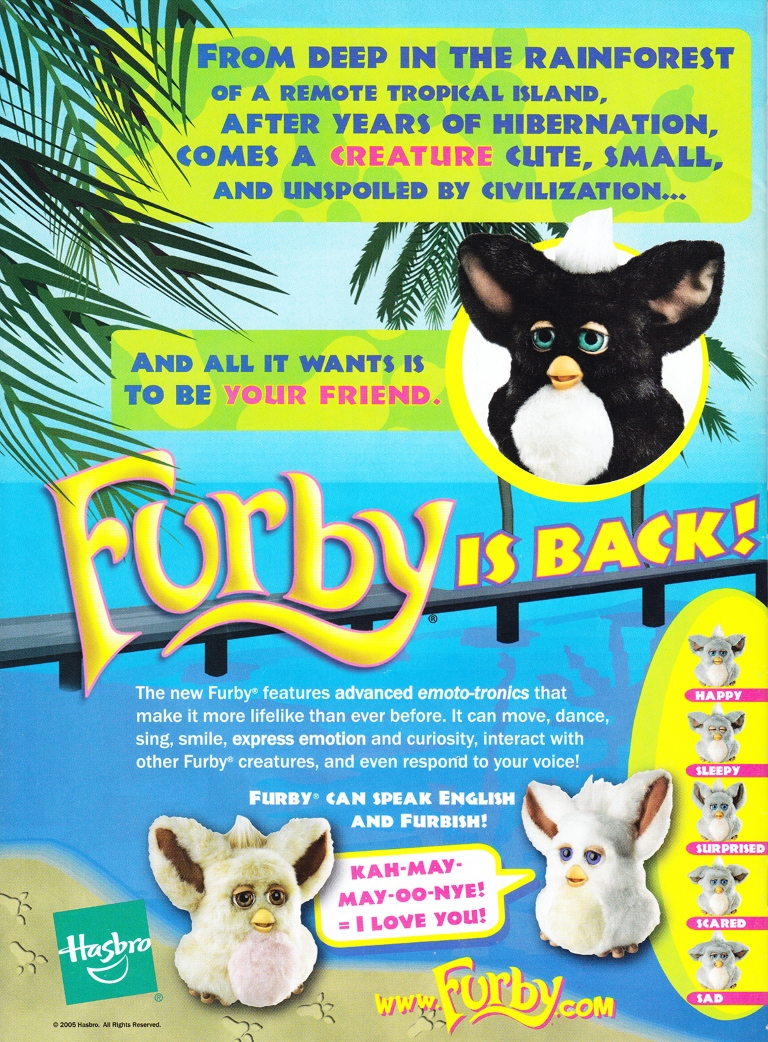 FROM DEEP IN THE RAINFOREST
OF A REMOTE TROPICAL ISLAND,
AFTER YEARS OF HIBERNATION,
COMES A CREATURE CUTE, SMALL,
AND UNSPOILED BY CIVILIZATION...
AND ALL IT WANTS IS
TO BE YOUR FRIEND.
Furby® IS BACK!
The new Furby® features advanced emoto-tronics that
make it more lifelike than ever before. It can move, dance,
sing, smile, express emotion and curiosity, interact with
other Furby® creatures, and even respond to your voice!
FURBY® CAN SPEAK ENGLISH
AND FURBISH!
KAH-MAY-
MAY-OO-NYE!
= I LOVE YOU!
HAPPY
SLEEPY
SURPRISED
SCARED
SAD
Hasbro
®
www.Furby.com
© 2005 Hasbro. All Rights Reserved.